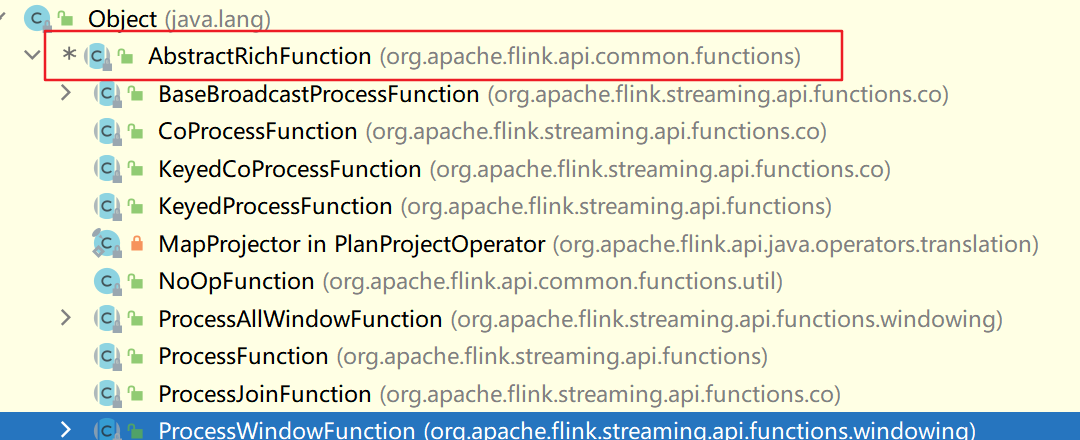 Object (java.lang)
* AbstractRichFunction (org.apache.flink.api.common.functions)
BaseBroadcastProcessFunction (org.apache.flink.streaming.api.functions.co)
CoProcessFunction (org.apache.flink.streaming.api.functions.co)
KeyedCoProcessFunction (org.apache.flink.streaming.api.functions.co)
KeyedProcessFunction (org.apache.flink.streaming.api.functions)
MapProjector in PlanProjectOperator (org.apache.flink.api.java.operators.translation)
NoOpFunction (org.apache.flink.api.common.functions.util)
ProcessAllWindowFunction (org.apache.flink.streaming.api.functions.windowing)
ProcessFunction (org.apache.flink.streaming.api.functions)
ProcessJoinFunction (org.apache.flink.streaming.api.functions.co)
ProcessWindowFunction (org.apache.flink.streaming.api.functions.windowing)